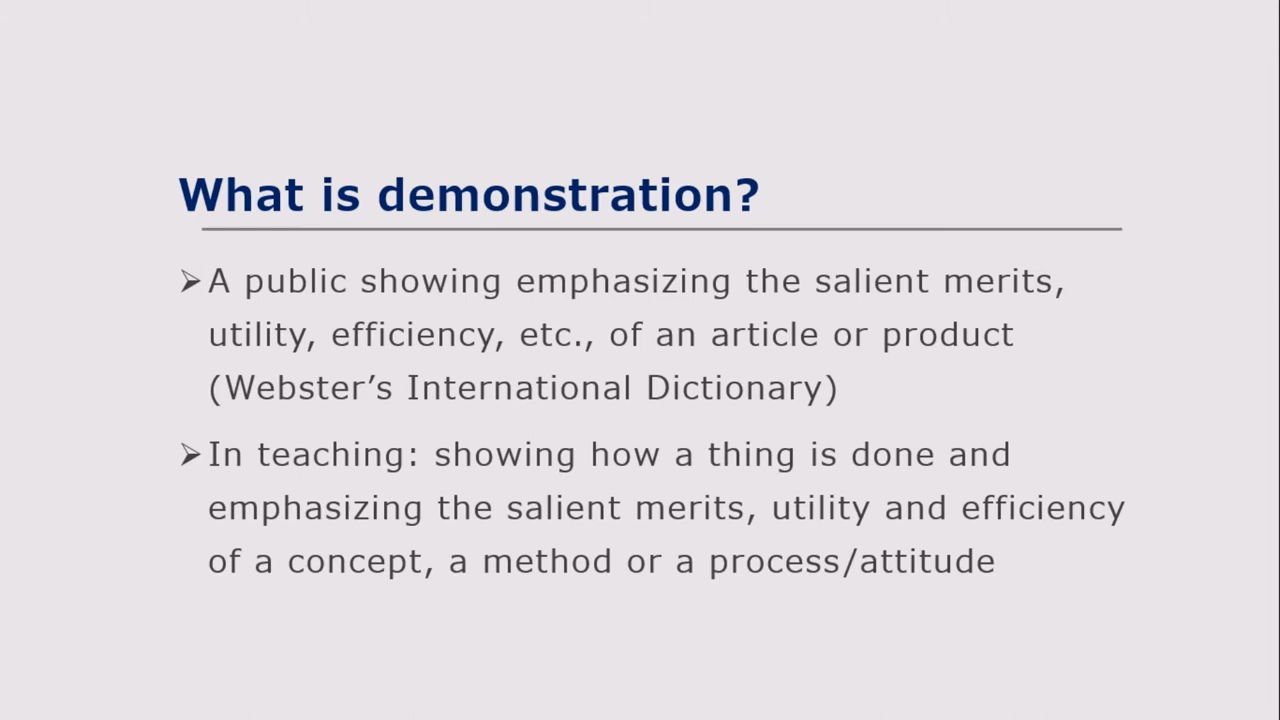 What is demonstration?
➢A public showing emphasizing the salient merits,
utility, efficiency, etc., of an article or product
(Webster’s International Dictionary)
➢In teaching: showing how a thing is done and
emphasizing the salient merits, utility and efficiency
of a concept, a method or a process/attitude